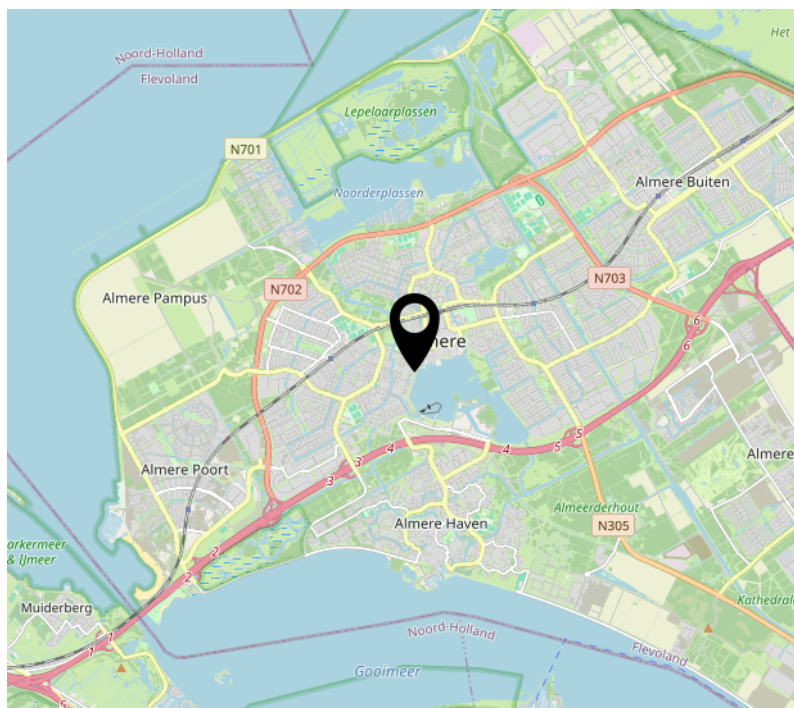 Noord-Holland
Flevoland
Het
Lepelaarplassen
N701
Noorderplassen
Almere Buiten
N702
N703
Almere Pampus
6
6
mere
3
4
4
5
5
3
Almere Poort
Almere
Almeerderhout
Almere Haven
N305
2
2
arkermeer
& IJmeer
Muiderberg
Kathedral
1
1
Noord-Holland
Flevoland
Gooimeer
5